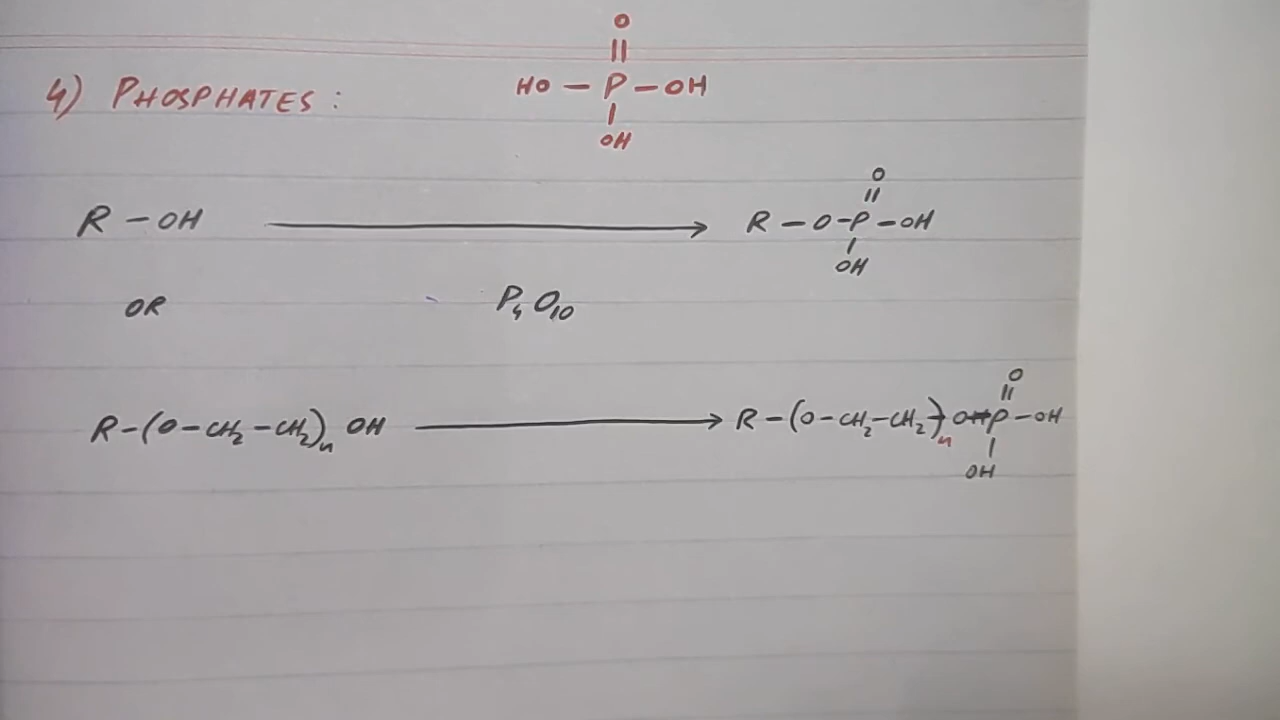 O
||
4) PHOSPHATES : HO – P – OH
|
OH
O
||
R – OH ⟶ R – O – P – OH
|
OH
OR P₄O₁₀
O
||
R–(O–CH₂–CH₂)ₙ OH ⟶ R–(O–CH₂–CH₂)ₙ–O–P–OH
|
OH